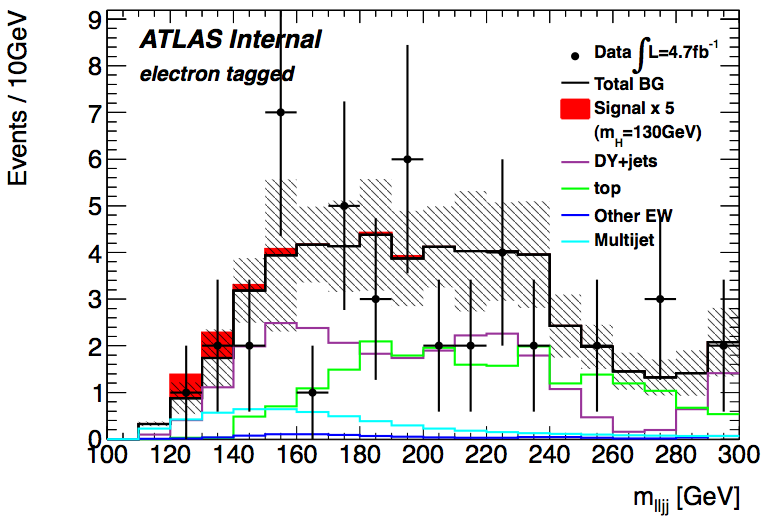 ATLAS Internal
electron tagged
Data ∫L=4.7fb⁻¹
Total BG
Signal x 5
(m_H=130GeV)
DY+jets
top
Other EW
Multijet
Events / 10GeV
9
8
7
6
5
4
3
2
1
0
100 120 140 160 180 200 220 240 260 280 300
m_lljj [GeV]